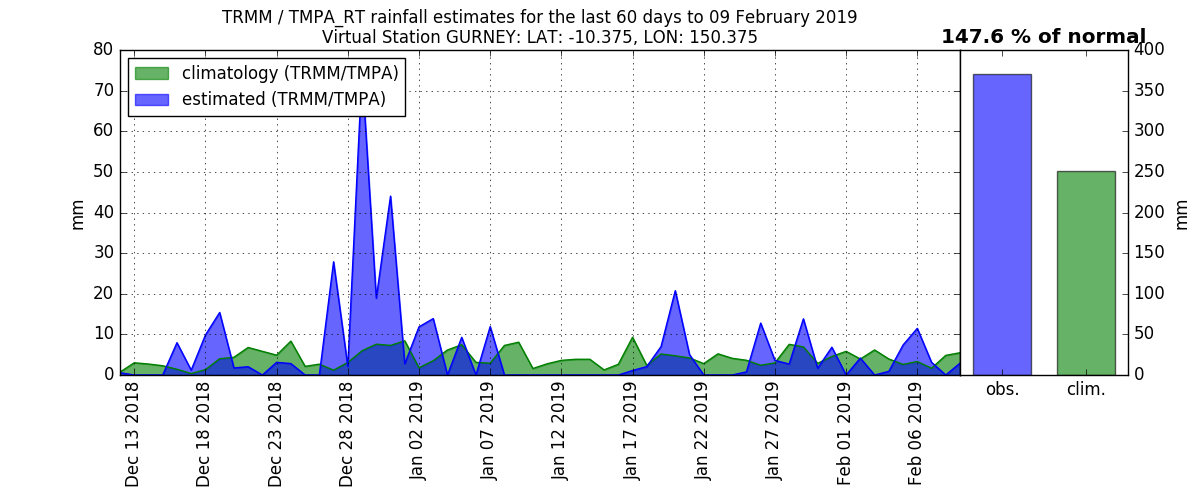 TRMM / TMPA_RT rainfall estimates for the last 60 days to 09 February 2019
Virtual Station GURNEY: LAT: -10.375, LON: 150.375
147.6 % of normal
climatology (TRMM/TMPA)
estimated (TRMM/TMPA)
mm
80
70
60
50
40
30
20
10
0
Dec 13 2018
Dec 18 2018
Dec 23 2018
Dec 28 2018
Jan 02 2019
Jan 07 2019
Jan 12 2019
Jan 17 2019
Jan 22 2019
Jan 27 2019
Feb 01 2019
Feb 06 2019
400
350
300
250
200
150
100
50
0
mm
obs.
clim.